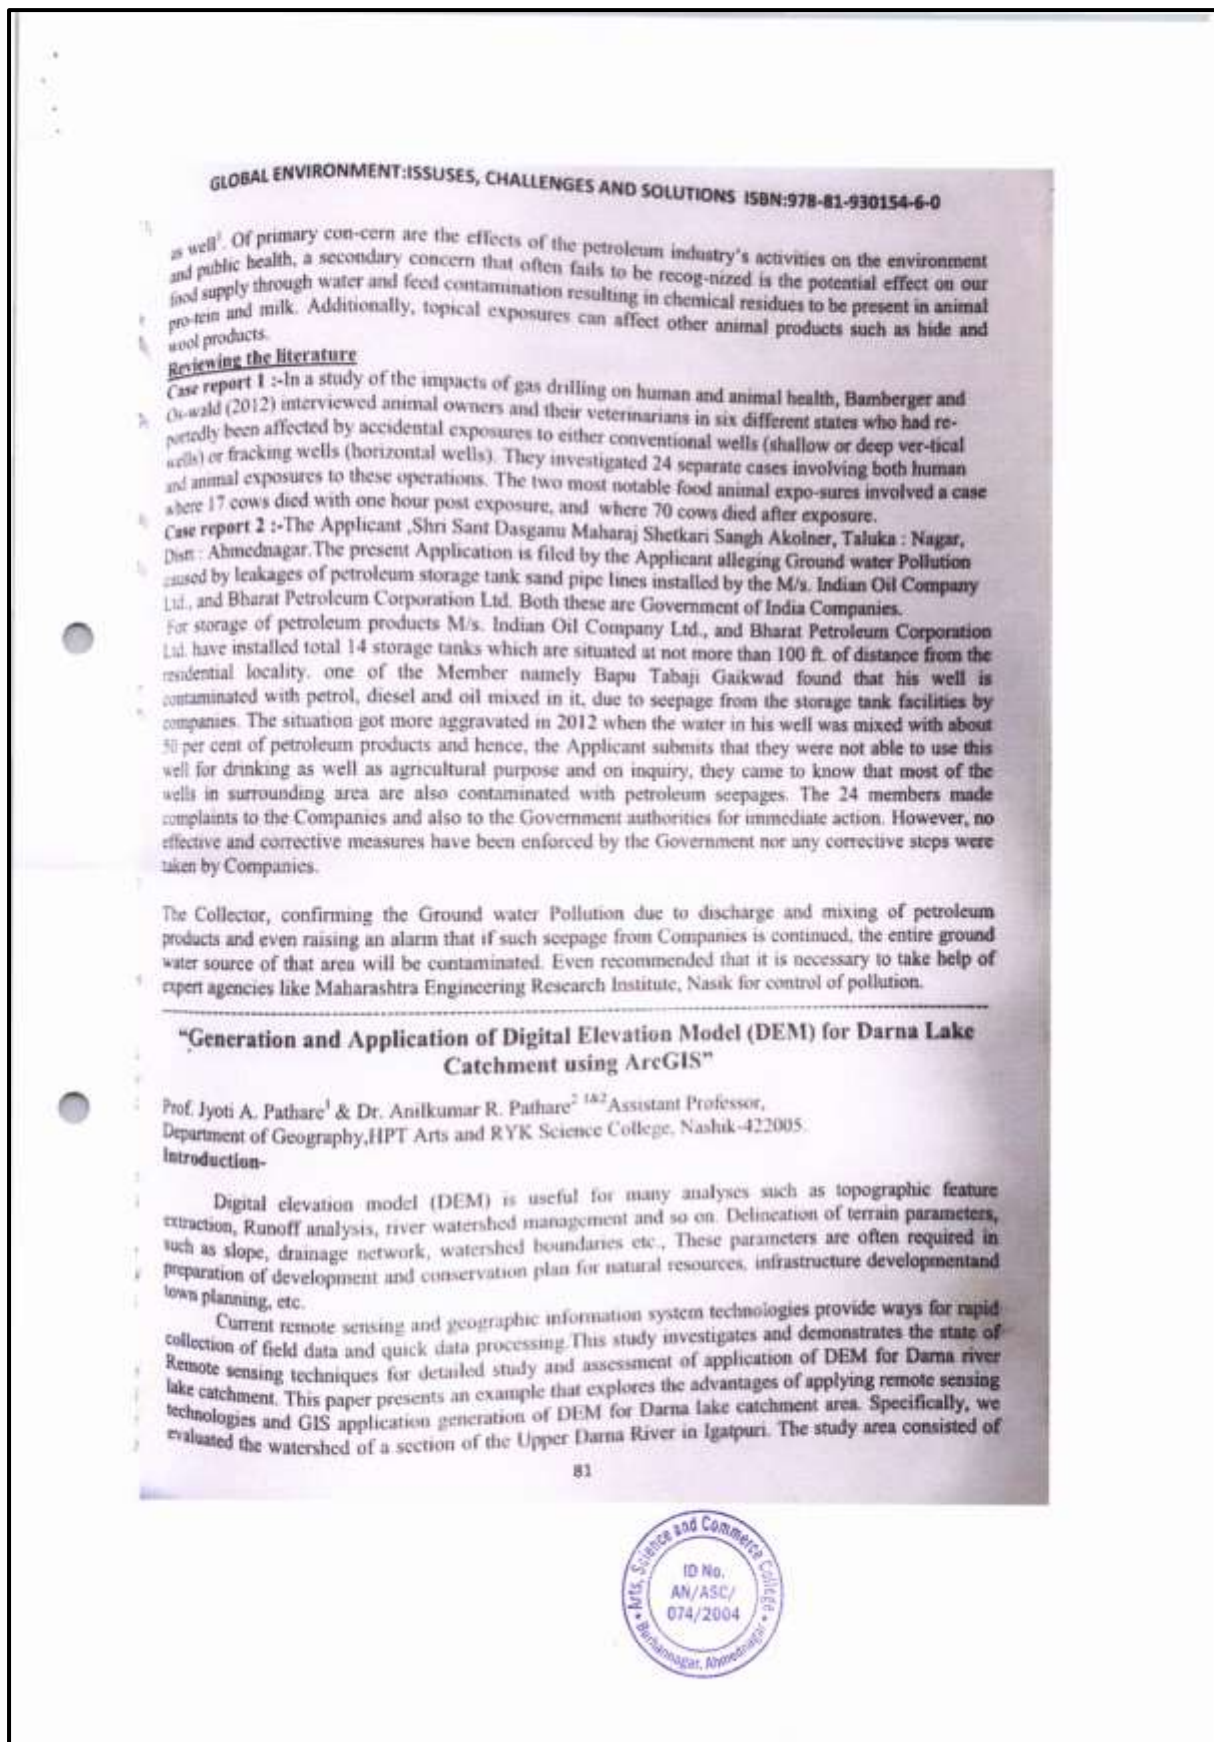 GLOBAL ENVIRONMENT:ISSUSES, CHALLENGES AND SOLUTIONS ISBN:978-81-930154-6-0
as well¹. Of primary con-cern are the effects of the petroleum industry's activities on the environment
and public health, a secondary concern that often fails to be recog-nized is the potential effect on our
food supply through water and feed contamination resulting in chemical residues to be present in animal
pro-tein and milk. Additionally, topical exposures can affect other animal products such as hide and
wool products.
Reviewing the literature
Case report 1 :-In a study of the impacts of gas drilling on human and animal health, Bamberger and
Os-wald (2012) interviewed animal owners and their veterinarians in six different states who had re-
portedly been affected by accidental exposures to either conventional wells (shallow or deep ver-tical
wells) or fracking wells (horizontal wells). They investigated 24 separate cases involving both human
and animal exposures to these operations. The two most notable food animal expo-sures involved a case
where 17 cows died with one hour post exposure, and where 70 cows died after exposure.
Case report 2 :-The Applicant ,Shri Sant Dasganu Maharaj Shetkari Sangh Akolner, Taluka : Nagar,
Distt : Ahmednagar.The present Application is filed by the Applicant alleging Ground water Pollution
caused by leakages of petroleum storage tank sand pipe lines installed by the M/s. Indian Oil Company
Ltd., and Bharat Petroleum Corporation Ltd. Both these are Government of India Companies.
For storage of petroleum products M/s. Indian Oil Company Ltd., and Bharat Petroleum Corporation
Ltd. have installed total 14 storage tanks which are situated at not more than 100 ft. of distance from the
residential locality. one of the Member namely Bapu Tabaji Gaikwad found that his well is
contaminated with petrol, diesel and oil mixed in it, due to seepage from the storage tank facilities by
companies. The situation got more aggravated in 2012 when the water in his well was mixed with about
50 per cent of petroleum products and hence, the Applicant submits that they were not able to use this
well for drinking as well as agricultural purpose and on inquiry, they came to know that most of the
wells in surrounding area are also contaminated with petroleum seepages. The 24 members made
complaints to the Companies and also to the Government authorities for immediate action. However, no
effective and corrective measures have been enforced by the Government nor any corrective steps were
taken by Companies.
The Collector, confirming the Ground water Pollution due to discharge and mixing of petroleum
products and even raising an alarm that if such seepage from Companies is continued, the entire ground
water source of that area will be contaminated. Even recommended that it is necessary to take help of
expert agencies like Maharashtra Engineering Research Institute, Nasik for control of pollution.
"Generation and Application of Digital Elevation Model (DEM) for Darna Lake
Catchment using ArcGIS"
Prof. Jyoti A. Pathare¹ & Dr. Anilkumar R. Pathare² ¹&²Assistant Professor,
Department of Geography,HPT Arts and RYK Science College, Nashik-422005.
Introduction-
Digital elevation model (DEM) is useful for many analyses such as topographic feature
extraction, Runoff analysis, river watershed management and so on. Delineation of terrain parameters,
such as slope, drainage network, watershed boundaries etc., These parameters are often required in
preparation of development and conservation plan for natural resources, infrastructure developmentand
town planning, etc.
Current remote sensing and geographic information system technologies provide ways for rapid
collection of field data and quick data processing.This study investigates and demonstrates the state of
Remote sensing techniques for detailed study and assessment of application of DEM for Darna river
lake catchment. This paper presents an example that explores the advantages of applying remote sensing
technologies and GIS application generation of DEM for Darna lake catchment area. Specifically, we
evaluated the watershed of a section of the Upper Darna River in Igatpuri. The study area consisted of
81
Arts, Science and Commerce College
ID No.
AN/ASC/
074/2004
Burhannagar, Ahmednagar